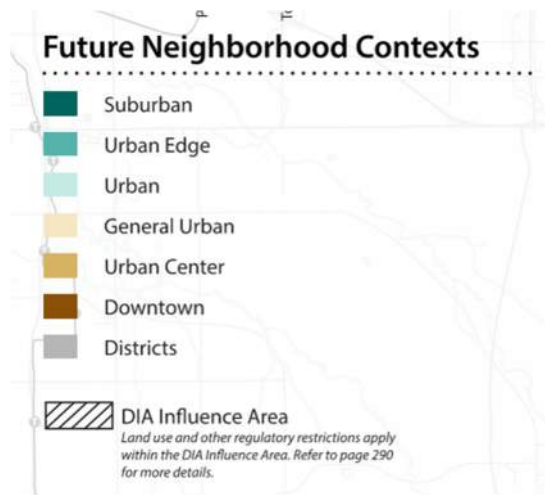 Future Neighborhood Contexts
Suburban
Urban Edge
Urban
General Urban
Urban Center
Downtown
Districts
DIA Influence Area
Land use and other regulatory restrictions apply
within the DIA Influence Area. Refer to page 290
for more details.